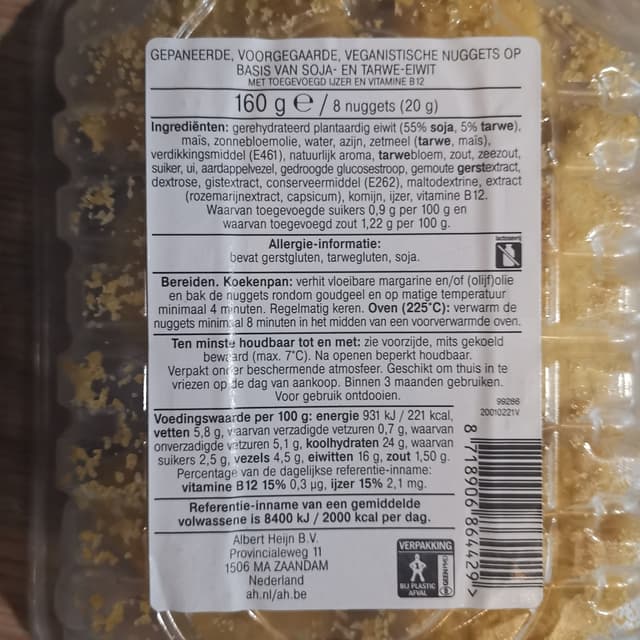 GEPANEERDE, VOORGEGAARDE, VEGANISTISCHE NUGGETS OP
BASIS VAN SOJA- EN TARWE-EIWIT
MET TOEGEVOEGD IJZER EN VITAMINE B12
160 g e / 8 nuggets (20 g)
Ingrediënten: gerehydrateerd plantaardig eiwit (55% soja, 5% tarwe),
maïs, zonnebloemolie, water, azijn, zetmeel (tarwe, maïs),
verdikkingsmiddel (E461), natuurlijk aroma, tarwebloem, zout, zeezout,
suiker, ui, aardappelvezel, gedroogde glucosestroop, gemoute gerstextract,
dextrose, gistextract, conserveermiddel (E262), maltodextrine, extract
(rozemarijnextract, capsicum), komijn, ijzer, vitamine B12.
Waarvan toegevoegde suikers 0,9 g per 100 g en
waarvan toegevoegd zout 1,22 g per 100 g.
Allergie-informatie:
bevat gerstgluten, tarwegluten, soja.
lactosevrij
Bereiden. Koekenpan: verhit vloeibare margarine en/of (olijf)olie
en bak de nuggets rondom goudgeel en op matige temperatuur
minimaal 4 minuten. Regelmatig keren. Oven (225°C): verwarm de
nuggets minimaal 8 minuten in het midden van een voorverwarmde oven.
Ten minste houdbaar tot en met: zie voorzijde, mits gekoeld
bewaard (max. 7°C). Na openen beperkt houdbaar.
Verpakt onder beschermende atmosfeer. Geschikt om thuis in te
vriezen op de dag van aankoop. Binnen 3 maanden gebruiken.
Voor gebruik ontdooien.
99286
20010221V
Voedingswaarde per 100 g: energie 931 kJ / 221 kcal,
vetten 5,8 g, waarvan verzadigde vetzuren 0,7 g, waarvan
onverzadigde vetzuren 5,1 g, koolhydraten 24 g, waarvan
suikers 2,5 g, vezels 4,5 g, eiwitten 16 g, zout 1,50 g.
Percentage van de dagelijkse referentie-inname:
vitamine B12 15% 0,3 µg, ijzer 15% 2,1 mg.
Referentie-inname van een gemiddelde
volwassene is 8400 kJ / 2000 kcal per dag.
Albert Heijn B.V.
Provincialeweg 11
1506 MA ZAANDAM
Nederland
ah.nl/ah.be
VERPAKKING
BIJ PLASTIC
AFVAL
8 718906 864429 >